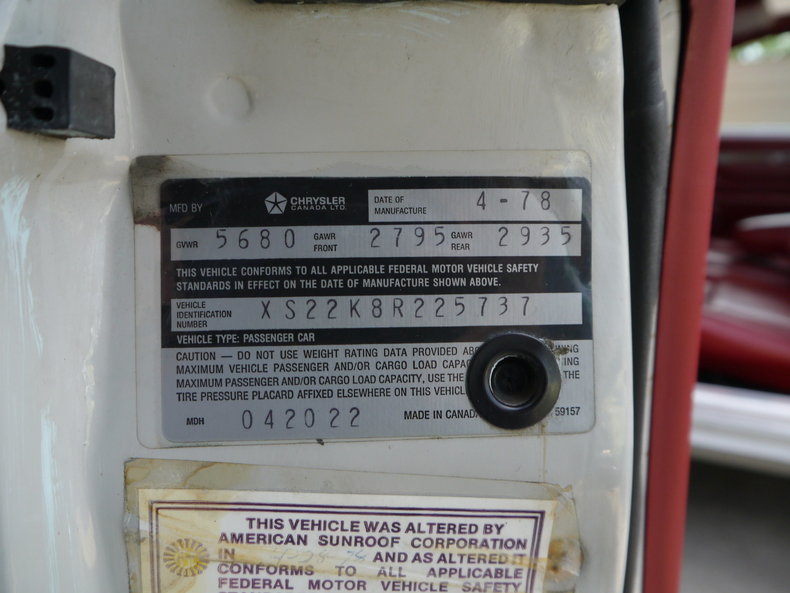 MFD BY CHRYSLER CANADA LTD. DATE OF MANUFACTURE 4-78
GVWR 5680 GAWR FRONT 2795 GAWR REAR 2935
THIS VEHICLE CONFORMS TO ALL APPLICABLE FEDERAL MOTOR VEHICLE SAFETY
STANDARDS IN EFFECT ON THE DATE OF MANUFACTURE SHOWN ABOVE.
VEHICLE IDENTIFICATION NUMBER XS22K8R225737
VEHICLE TYPE: PASSENGER CAR
CAUTION — DO NOT USE WEIGHT RATING DATA PROVIDED
MAXIMUM VEHICLE PASSENGER AND/OR CARGO LOAD
MAXIMUM PASSENGER AND/OR CARGO LOAD CAPACITY, USE THE THE
TIRE PRESSURE PLACARD AFFIXED ELSEWHERE ON THIS
MDH 042022 MADE IN CANADA 59157
THIS VEHICLE WAS ALTERED BY
AMERICAN SUNROOF CORPORATION
IN AND AS ALTERED IT
CONFORMS TO ALL APPLICABLE
FEDERAL MOTOR VEHICLE SAFETY